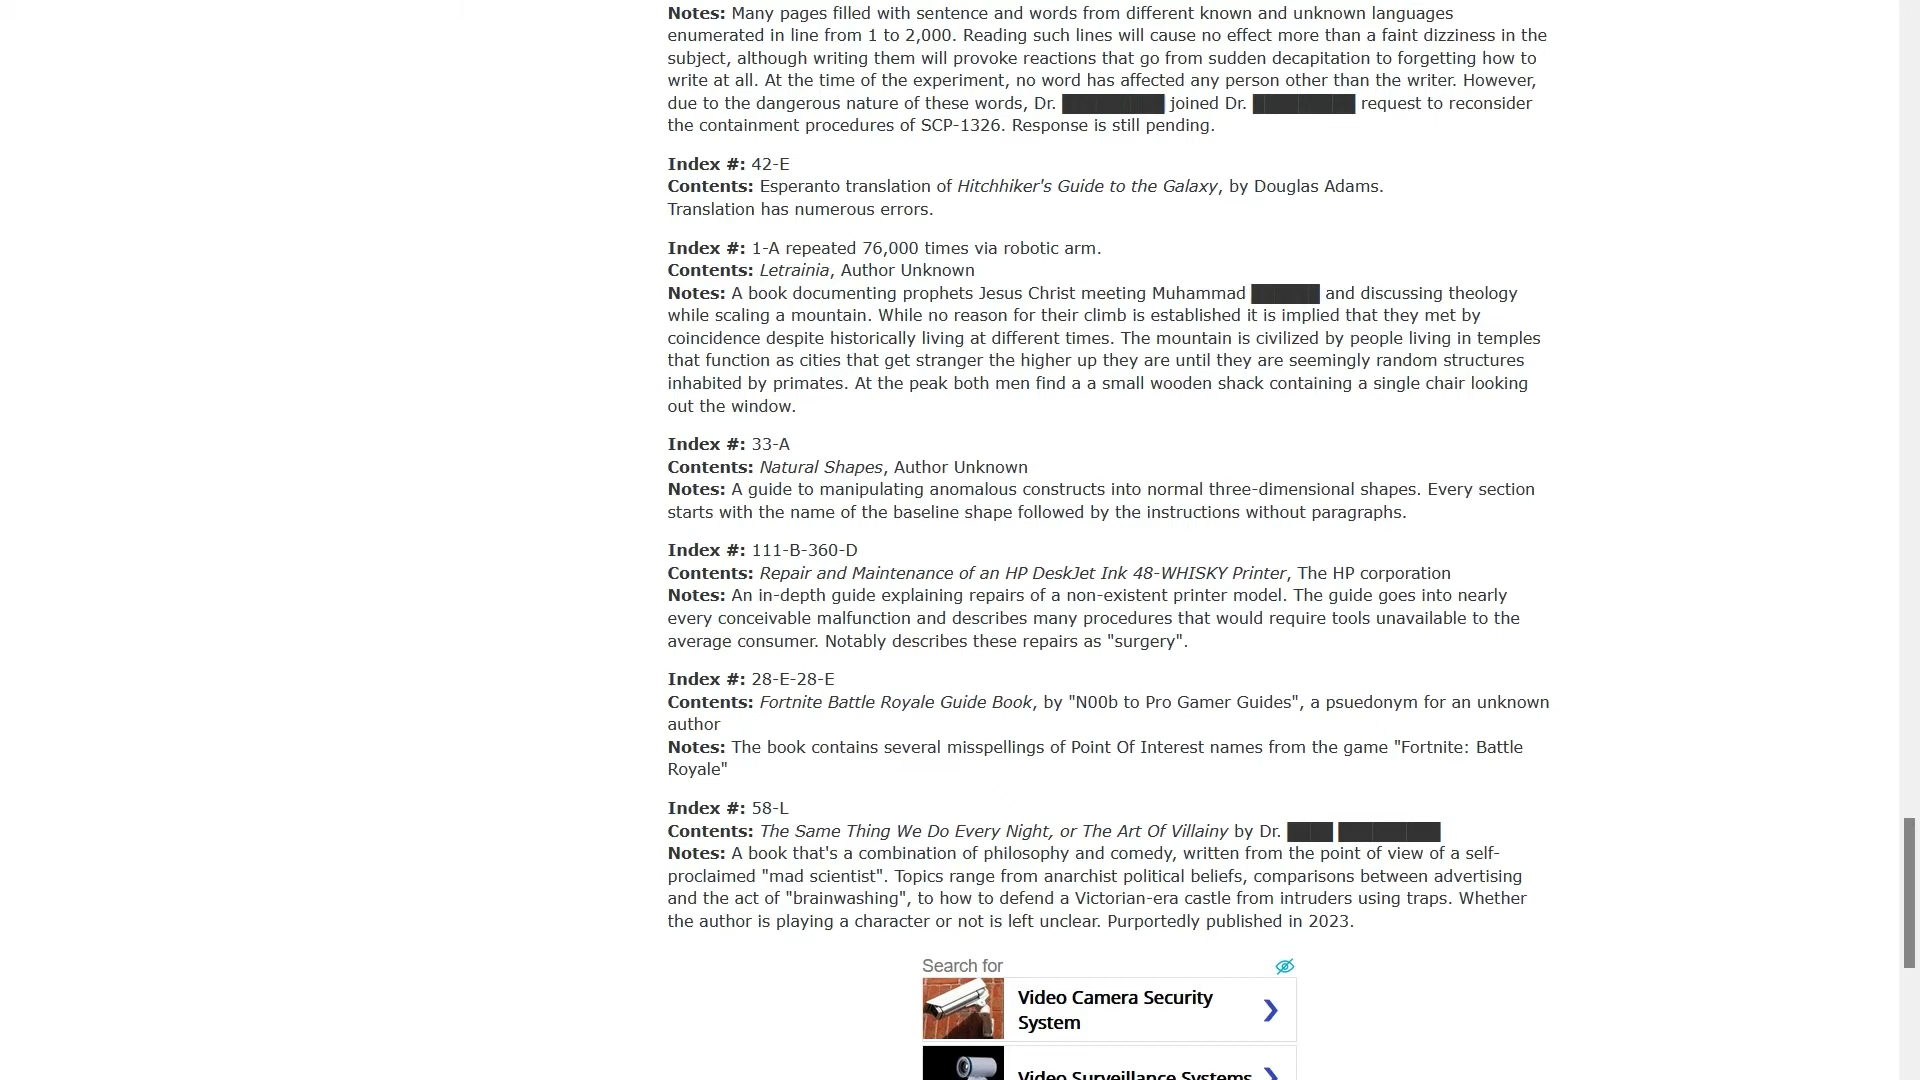 Notes: Many pages filled with sentence and words from different known and unknown languages
enumerated in line from 1 to 2,000. Reading such lines will cause no effect more than a faint dizziness in the
subject, although writing them will provoke reactions that go from sudden decapitation to forgetting how to
write at all. At the time of the experiment, no word has affected any person other than the writer. However,
due to the dangerous nature of these words, Dr. █████████ joined Dr. █████████ request to reconsider
the containment procedures of SCP-1326. Response is still pending.
Index #: 42-E
Contents: Esperanto translation of Hitchhiker's Guide to the Galaxy, by Douglas Adams.
Translation has numerous errors.
Index #: 1-A repeated 76,000 times via robotic arm.
Contents: Letrainia, Author Unknown
Notes: A book documenting prophets Jesus Christ meeting Muhammad ██████ and discussing theology
while scaling a mountain. While no reason for their climb is established it is implied that they met by
coincidence despite historically living at different times. The mountain is civilized by people living in temples
that function as cities that get stranger the higher up they are until they are seemingly random structures
inhabited by primates. At the peak both men find a a small wooden shack containing a single chair looking
out the window.
Index #: 33-A
Contents: Natural Shapes, Author Unknown
Notes: A guide to manipulating anomalous constructs into normal three-dimensional shapes. Every section
starts with the name of the baseline shape followed by the instructions without paragraphs.
Index #: 111-B-360-D
Contents: Repair and Maintenance of an HP DeskJet Ink 48-WHISKY Printer, The HP corporation
Notes: An in-depth guide explaining repairs of a non-existent printer model. The guide goes into nearly
every conceivable malfunction and describes many procedures that would require tools unavailable to the
average consumer. Notably describes these repairs as "surgery".
Index #: 28-E-28-E
Contents: Fortnite Battle Royale Guide Book, by "N00b to Pro Gamer Guides", a psuedonym for an unknown
author
Notes: The book contains several misspellings of Point Of Interest names from the game "Fortnite: Battle
Royale"
Index #: 58-L
Contents: The Same Thing We Do Every Night, or The Art Of Villainy by Dr. ████ █████████
Notes: A book that's a combination of philosophy and comedy, written from the point of view of a self-
proclaimed "mad scientist". Topics range from anarchist political beliefs, comparisons between advertising
and the act of "brainwashing", to how to defend a Victorian-era castle from intruders using traps. Whether
the author is playing a character or not is left unclear. Purportedly published in 2023.
Search for
Video Camera Security
System
Video Surveillance Systems